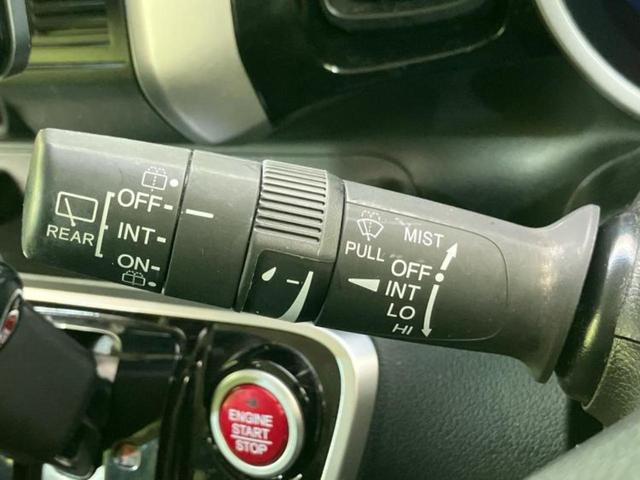 OFF
REAR
INT
ON
PULL
MIST
OFF
INT
LO
HI
ENGINE
START
STOP